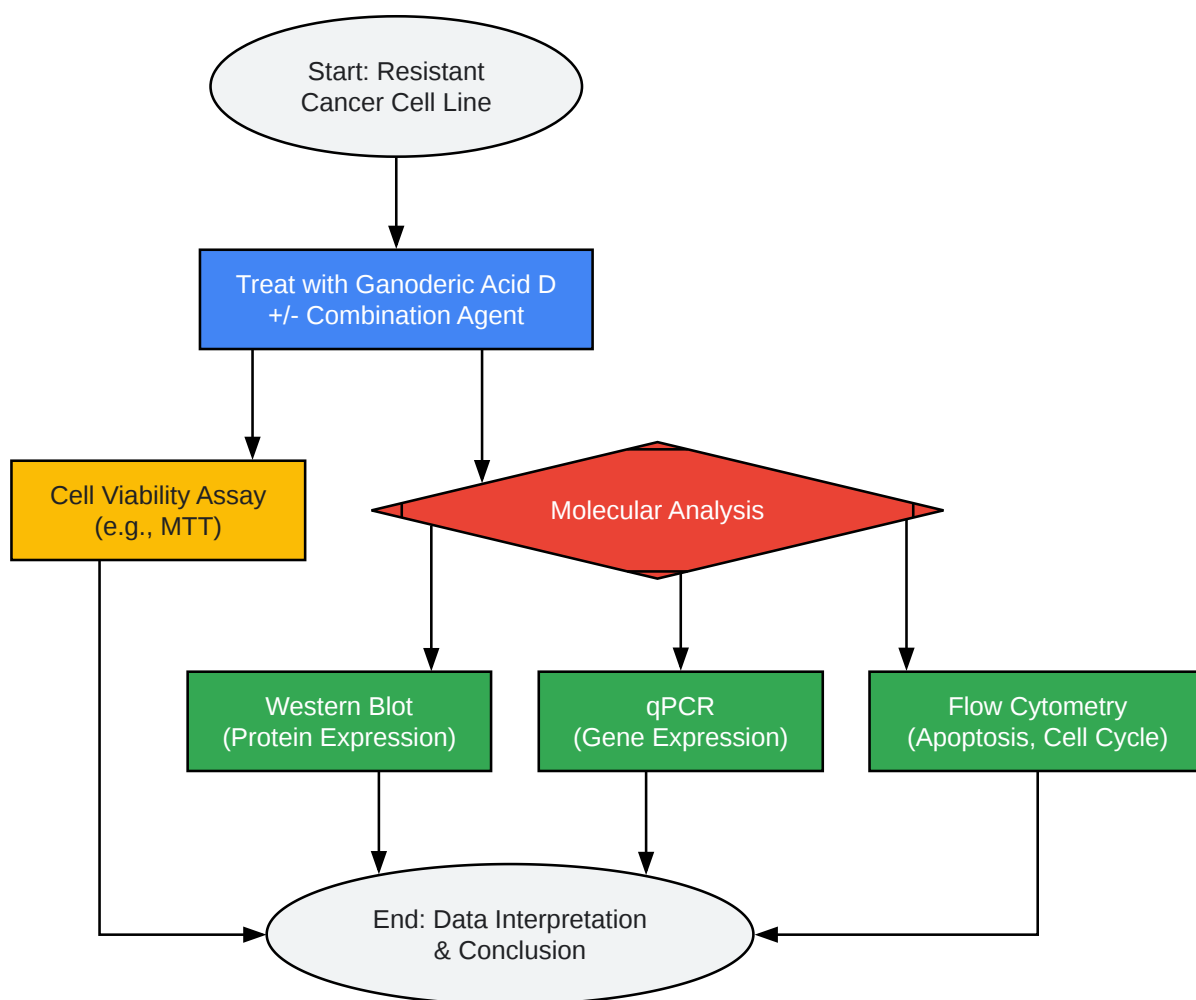 Start: Resistant
Cancer Cell Line
Treat with Ganoderic Acid D
+/- Combination Agent
Cell Viability Assay
(e.g., MTT)
Molecular Analysis
Western Blot
(Protein Expression)
qPCR
(Gene Expression)
Flow Cytometry
(Apoptosis, Cell Cycle)
End: Data Interpretation
& Conclusion